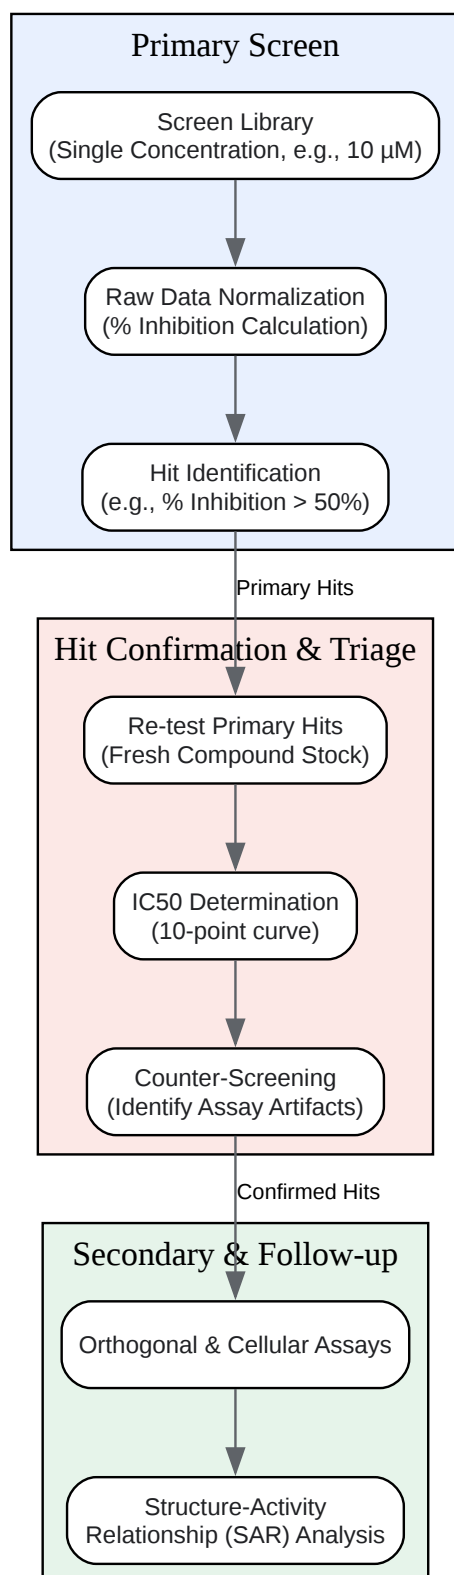 Primary Screen
Screen Library
(Single Concentration, e.g., 10 µM)
Raw Data Normalization
(% Inhibition Calculation)
Hit Identification
(e.g., % Inhibition > 50%)
Primary Hits
Hit Confirmation & Triage
Re-test Primary Hits
(Fresh Compound Stock)
IC50 Determination
(10-point curve)
Counter-Screening
(Identify Assay Artifacts)
Confirmed Hits
Secondary & Follow-up
Orthogonal & Cellular Assays
Structure-Activity
Relationship (SAR) Analysis